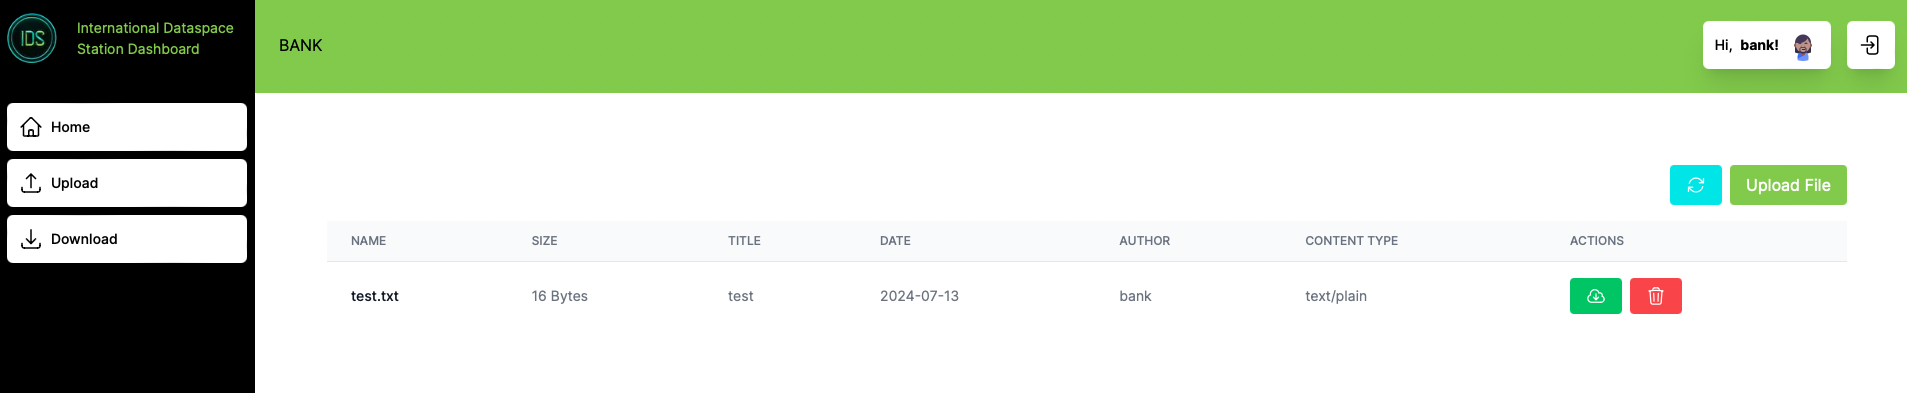 IDS
International Dataspace
Station Dashboard
BANK
Hi, bank!
Home
Upload
Download
Upload File
NAME SIZE TITLE DATE AUTHOR CONTENT TYPE ACTIONS
test.txt 16 Bytes test 2024-07-13 bank text/plain